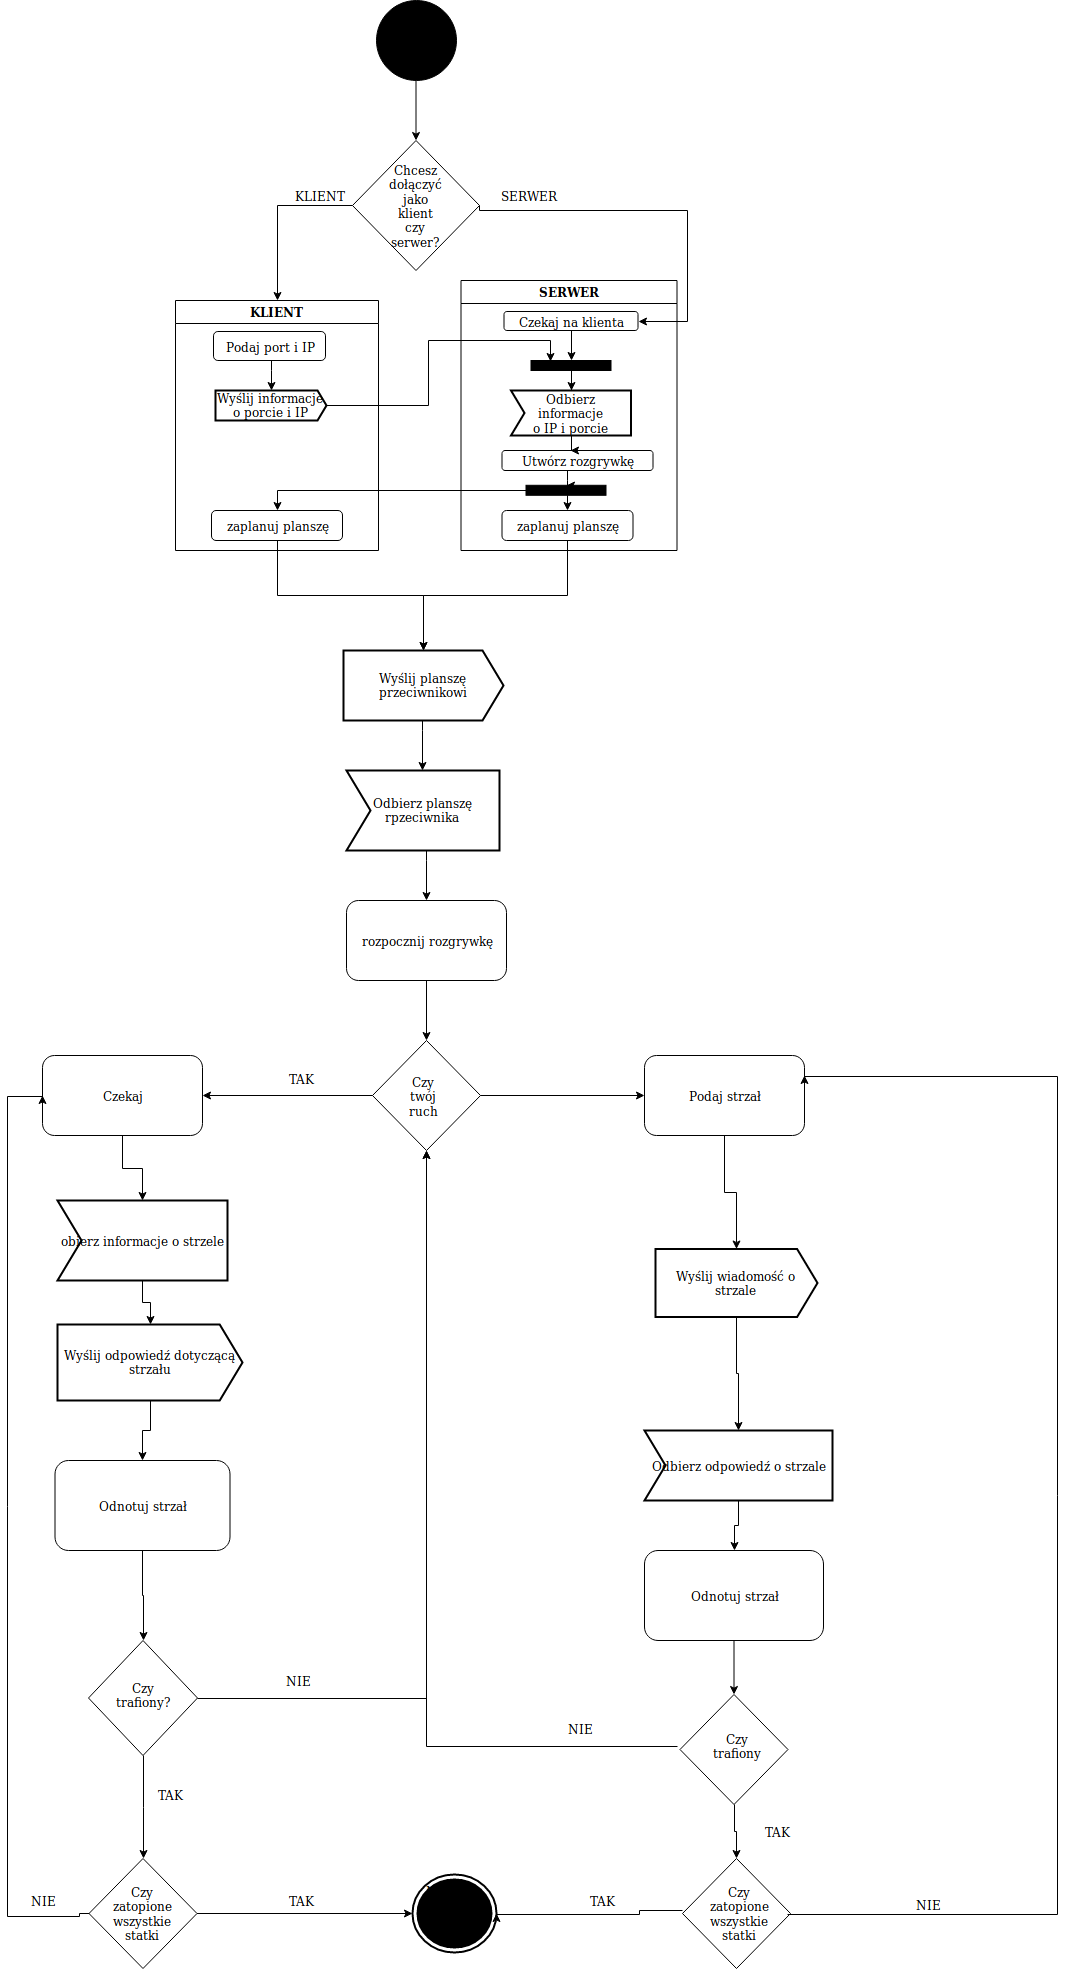 Chcesz
dołączyć
jako
klient
czy
serwer?
KLIENT
SERWER
KLIENT
Podaj port i IP
Wyślij informacje
o porcie i IP
zaplanuj planszę
SERWER
Czekaj na klienta
Odbierz
informacje
o IP i porcie
Utwórz rozgrywkę
zaplanuj planszę
Wyślij planszę
przeciwnikowi
Odbierz planszę
rpzeciwnika
rozpocznij rozgrywkę
Czy
twój
ruch
TAK
Czekaj
obierz informacje o strzele
Wyślij odpowiedź dotyczącą
strzału
Odnotuj strzał
Czy
trafiony?
NIE
TAK
Czy
zatopione
wszystkie
statki
NIE
TAK
Podaj strzał
Wyślij wiadomość o
strzale
Odbierz odpowiedź o strzale
Odnotuj strzał
Czy
trafiony
NIE
TAK
Czy
zatopione
wszystkie
statki
TAK
NIE